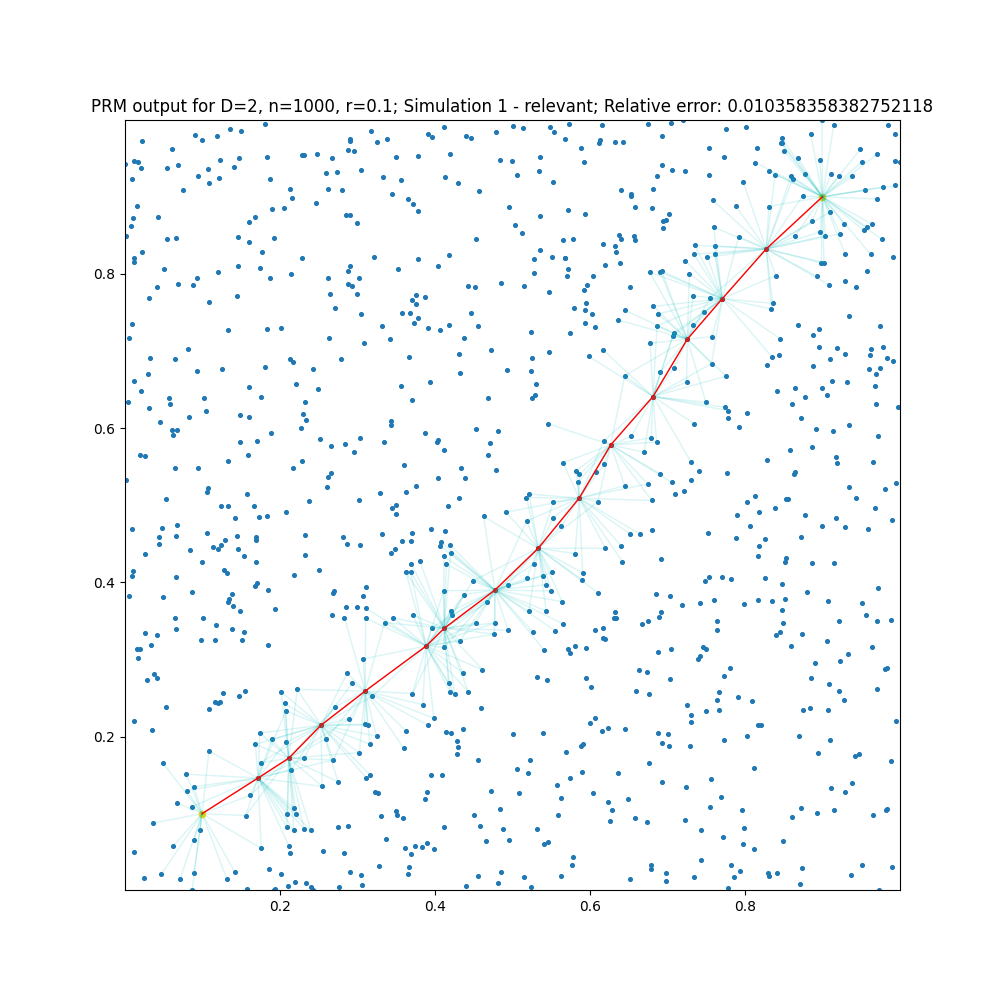 PRM output for D=2, n=1000, r=0.1; Simulation 1 - relevant; Relative error: 0.010358358382752118
0.8
0.6
0.4
0.2
0.2 0.4 0.6 0.8